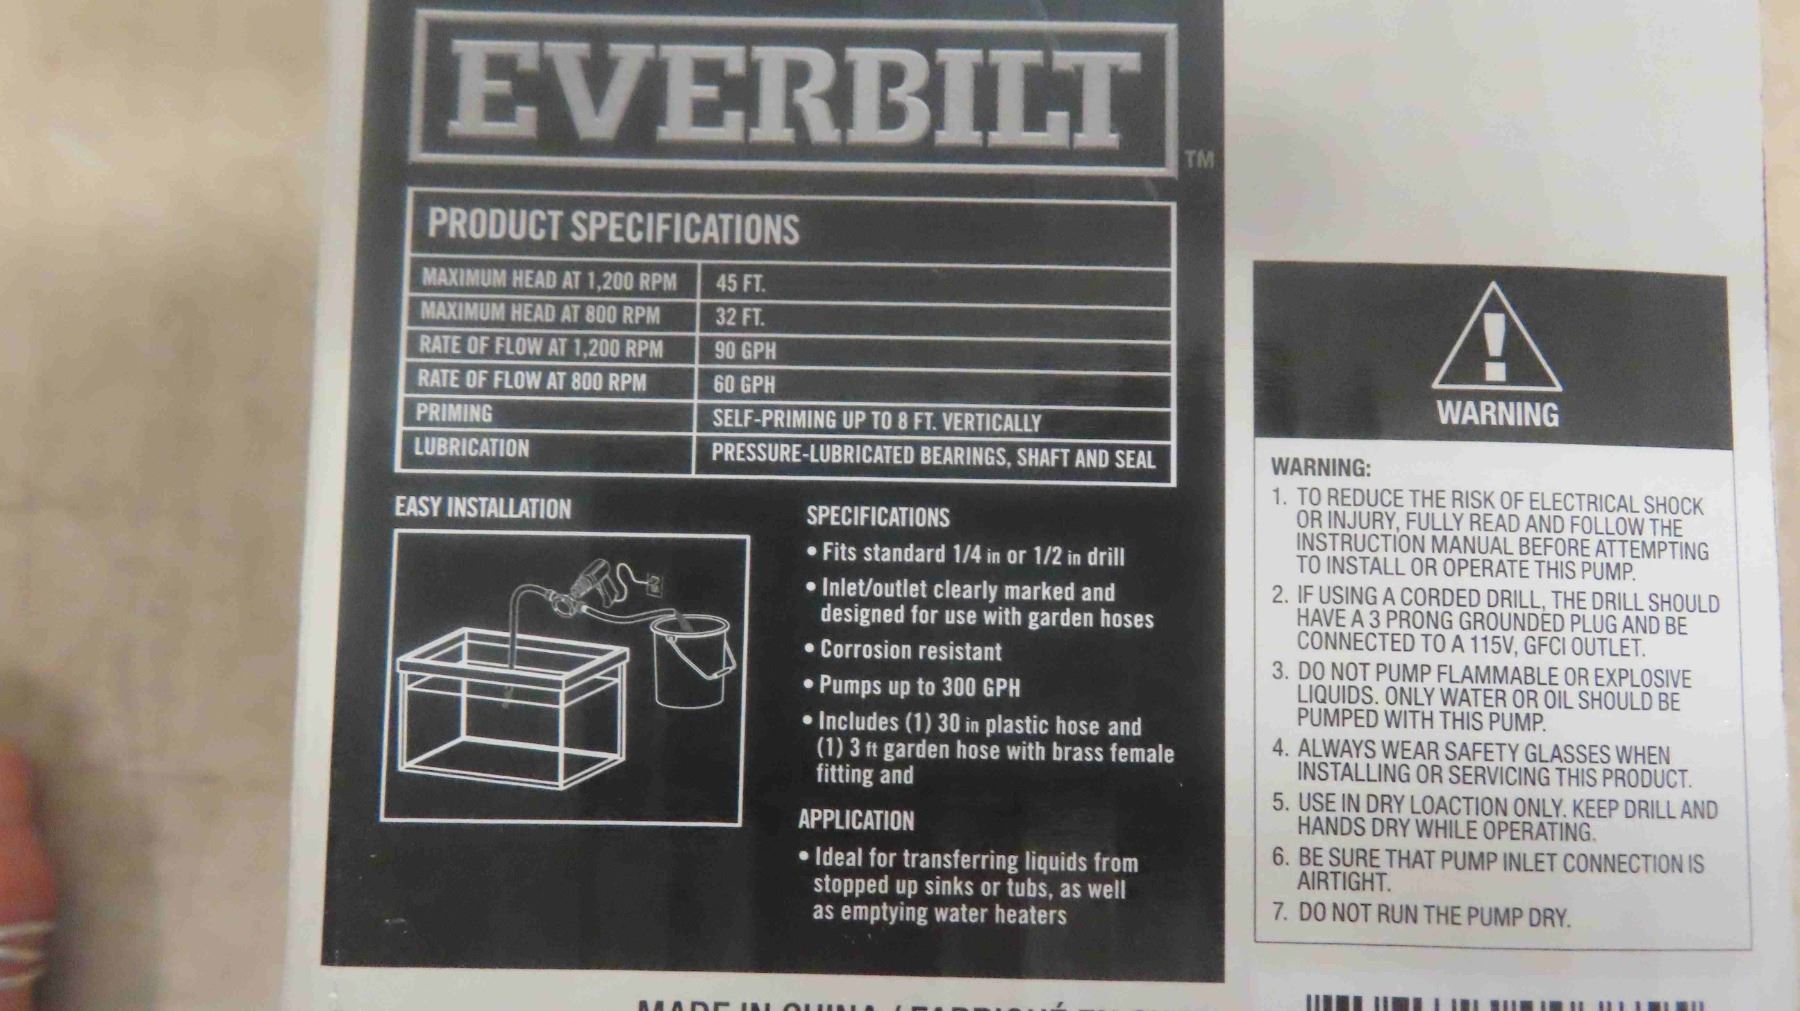 EVERBILT
TM
PRODUCT SPECIFICATIONS
MAXIMUM HEAD AT 1,200 RPM 45 FT.
MAXIMUM HEAD AT 800 RPM 32 FT.
RATE OF FLOW AT 1,200 RPM 90 GPH
RATE OF FLOW AT 800 RPM 60 GPH
PRIMING SELF-PRIMING UP TO 8 FT. VERTICALLY
LUBRICATION PRESSURE-LUBRICATED BEARINGS, SHAFT AND SEAL
EASY INSTALLATION
SPECIFICATIONS
• Fits standard 1/4 in or 1/2 in drill
• Inlet/outlet clearly marked and
designed for use with garden hoses
• Corrosion resistant
• Pumps up to 300 GPH
• Includes (1) 30 in plastic hose and
(1) 3 ft garden hose with brass female
fitting and
APPLICATION
• Ideal for transferring liquids from
stopped up sinks or tubs, as well
as emptying water heaters
WARNING
WARNING:
1. TO REDUCE THE RISK OF ELECTRICAL SHOCK
OR INJURY, FULLY READ AND FOLLOW THE
INSTRUCTION MANUAL BEFORE ATTEMPTING
TO INSTALL OR OPERATE THIS PUMP.
2. IF USING A CORDED DRILL, THE DRILL SHOULD
HAVE A 3 PRONG GROUNDED PLUG AND BE
CONNECTED TO A 115V, GFCI OUTLET.
3. DO NOT PUMP FLAMMABLE OR EXPLOSIVE
LIQUIDS. ONLY WATER OR OIL SHOULD BE
PUMPED WITH THIS PUMP.
4. ALWAYS WEAR SAFETY GLASSES WHEN
INSTALLING OR SERVICING THIS PRODUCT.
5. USE IN DRY LOACTION ONLY. KEEP DRILL AND
HANDS DRY WHILE OPERATING.
6. BE SURE THAT PUMP INLET CONNECTION IS
AIRTIGHT.
7. DO NOT RUN THE PUMP DRY.
MADE IN CHINA / FABRIQUÉ EN